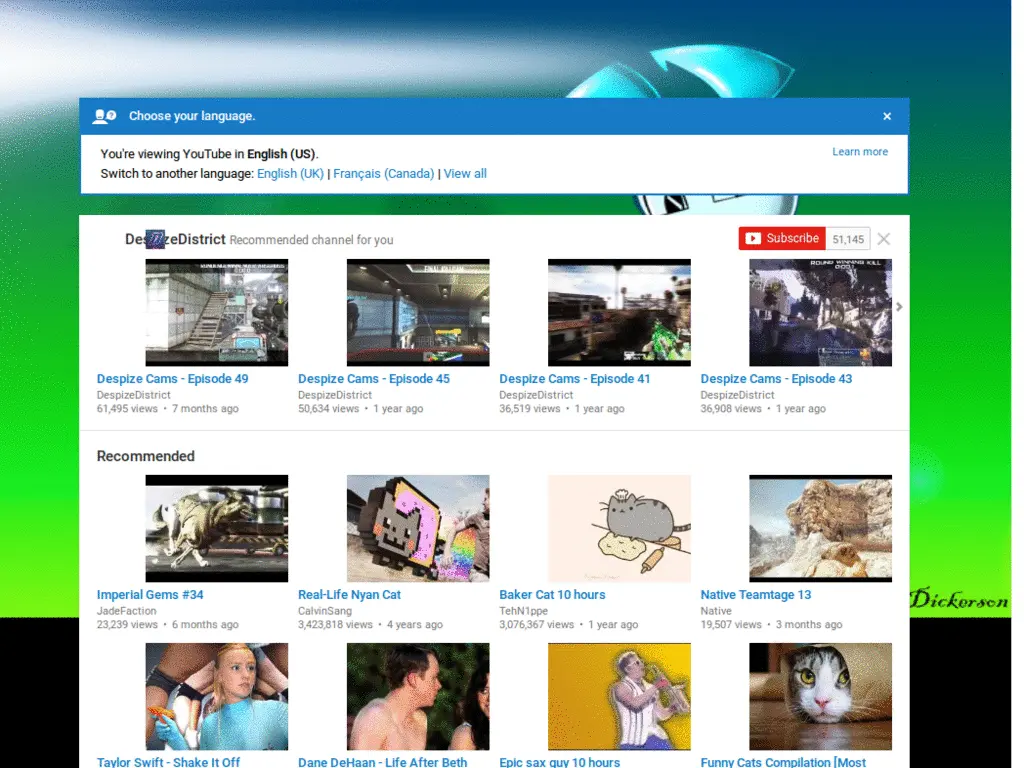 Choose your language.
You're viewing YouTube in English (US).
Learn more
Switch to another language: English (UK) | Français (Canada) | View all
DespizeDistrict Recommended channel for you
Subscribe 51,145
ROUND WINNING KILL
Despize Cams - Episode 49
DespizeDistrict
61,495 views • 7 months ago
Despize Cams - Episode 45
DespizeDistrict
50,634 views • 1 year ago
Despize Cams - Episode 41
DespizeDistrict
36,519 views • 1 year ago
Despize Cams - Episode 43
DespizeDistrict
36,908 views • 1 year ago
Recommended
Imperial Gems #34
JadeFaction
23,239 views • 6 months ago
Real-Life Nyan Cat
CalvinSang
3,423,818 views • 4 years ago
Baker Cat 10 hours
TehN1ppe
3,076,367 views • 1 year ago
Native Teamtage 13
Native
19,507 views • 3 months ago
Dickerson
Taylor Swift - Shake It Off
Dane DeHaan - Life After Beth
Epic sax guy 10 hours
Funny Cats Compilation [Most